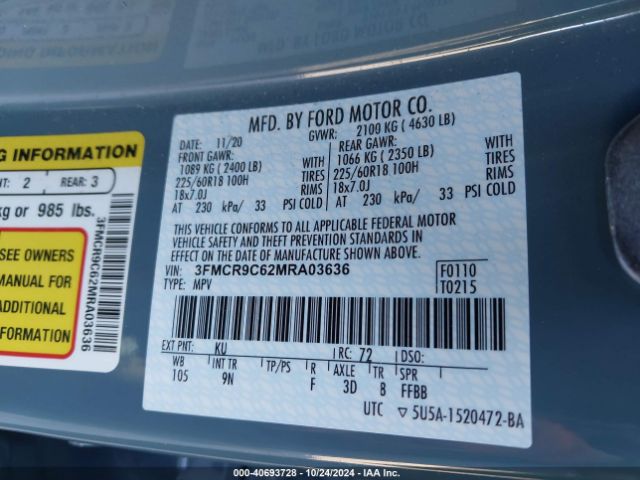 MFD. BY FORD MOTOR CO.
DATE: 11/20
GVWR: 2100 KG ( 4630 LB)
FRONT GAWR:
1089 KG ( 2400 LB)
225/60R18 100H TIRES
18x7.0J RIMS
AT 230 kPa/ 33 PSI COLD
REAR GAWR:
1066 KG ( 2350 LB)
225/60R18 100H TIRES
18x7.0J RIMS
AT 230 kPa/ 33 PSI COLD
THIS VEHICLE CONFORMS TO ALL APPLICABLE FEDERAL MOTOR
VEHICLE SAFETY AND THEFT PREVENTION STANDARDS IN
EFFECT ON THE DATE OF MANUFACTURE SHOWN ABOVE.
VIN: 3FMCR9C62MRA03636
TYPE: MPV
F0110
T0215
EXT PNT: KU RC: 72 DSO:
WB INT TR TP/PS R AXLE TR SPR
105 9N F 3D 8 FFBB
UTC 5U5A-1520472-BA
G INFORMATION
NT: 2 REAR: 3
kg or 985 lbs.
SEE OWNERS
MANUAL FOR
ADDITIONAL
FORMATION
3FMCR9C62MRA03636
000-40693728 - 10/24/2024 - IAA Inc.